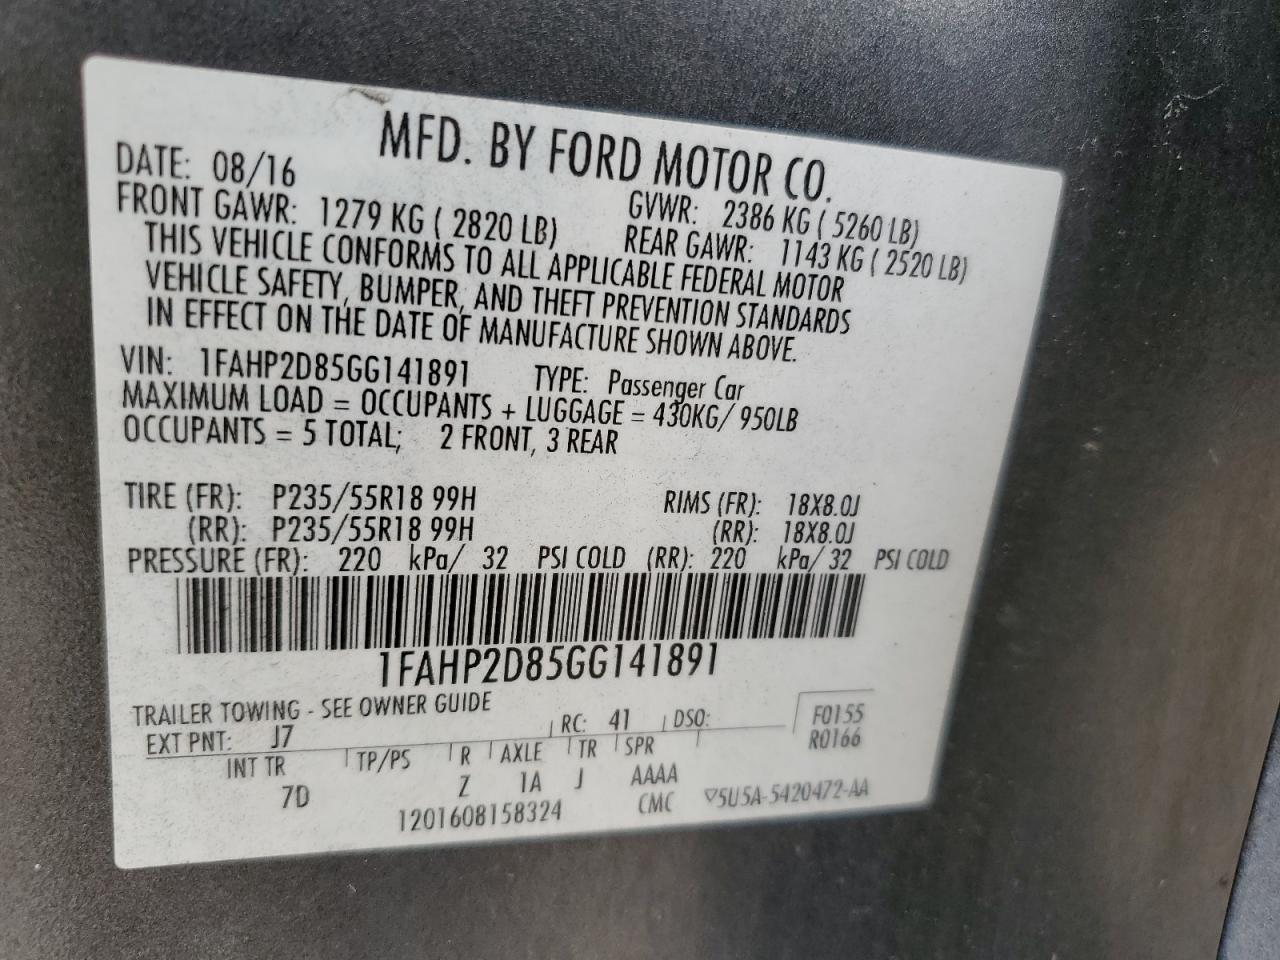 MFD. BY FORD MOTOR CO.
DATE: 08/16 GVWR: 2386 KG ( 5260 LB)
FRONT GAWR: 1279 KG ( 2820 LB) REAR GAWR: 1143 KG ( 2520 LB)
THIS VEHICLE CONFORMS TO ALL APPLICABLE FEDERAL MOTOR
VEHICLE SAFETY, BUMPER, AND THEFT PREVENTION STANDARDS
IN EFFECT ON THE DATE OF MANUFACTURE SHOWN ABOVE.
VIN: 1FAHP2D85GG141891 TYPE: Passenger Car
MAXIMUM LOAD = OCCUPANTS + LUGGAGE = 430KG/ 950LB
OCCUPANTS = 5 TOTAL; 2 FRONT, 3 REAR
TIRE (FR): P235/55R18 99H RIMS (FR): 18X8.0J
(RR): P235/55R18 99H (RR): 18X8.0J
PRESSURE (FR): 220 kPa/ 32 PSI COLD (RR): 220 kPa/ 32 PSI COLD
1FAHP2D85GG141891
TRAILER TOWING - SEE OWNER GUIDE
EXT PNT: J7 RC: 41 DSO: F0155
R0166
INT TR TP/PS R AXLE TR SPR
7D Z 1A J AAAA
1201608158324 CMC ▽5U5A-5420472-AA